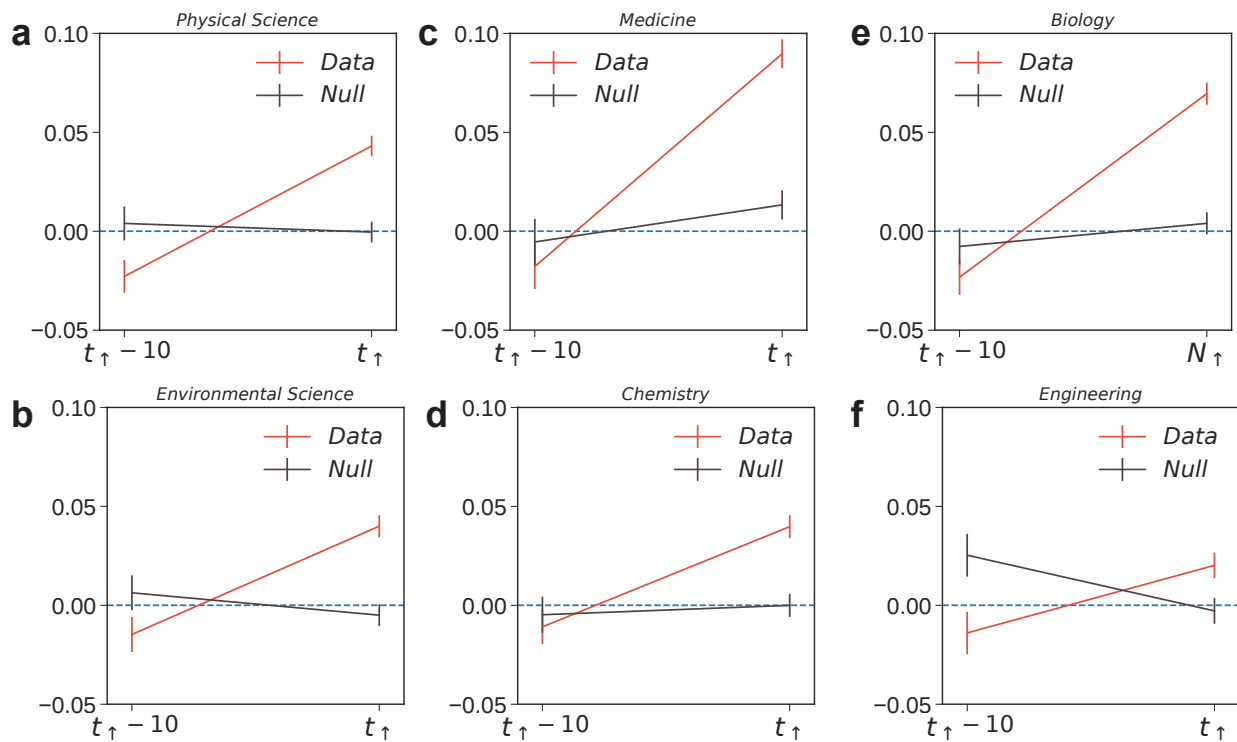 a
Physical Science
0.10
0.05
0.00
−0.05
Data
Null
t↑ − 10
t↑
c
Medicine
0.10
0.05
0.00
−0.05
Data
Null
t↑ − 10
t↑
e
Biology
0.10
0.05
0.00
−0.05
Data
Null
t↑ − 10
N↑
b
Environmental Science
0.10
0.05
0.00
−0.05
Data
Null
t↑ − 10
t↑
d
Chemistry
0.10
0.05
0.00
−0.05
Data
Null
t↑ − 10
t↑
f
Engineering
0.10
0.05
0.00
−0.05
Data
Null
t↑ − 10
t↑